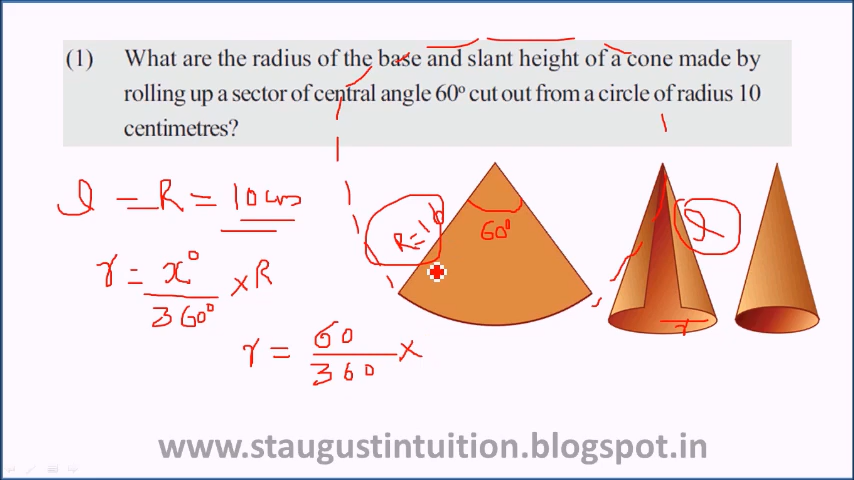 (1) What are the radius of the base and slant height of a cone made by
rolling up a sector of central angle 60° cut out from a circle of radius 10
centimetres?
l = R = 10 cms
R=10
60°
l
r = x°/360° × R
r
r = 60/360 ×
www.staugustintuition.blogspot.in